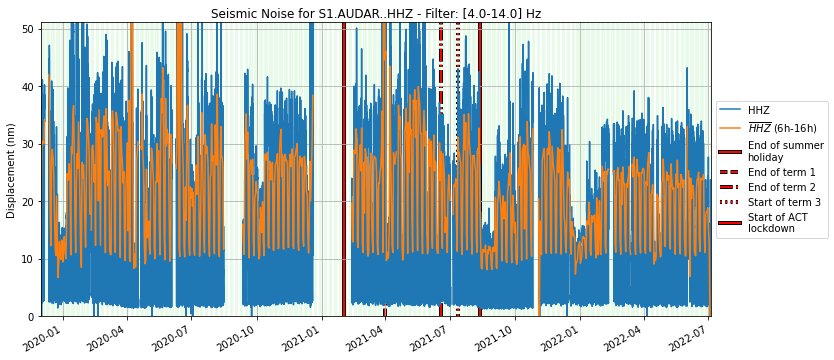 Seismic Noise for S1.AUDAR..HHZ - Filter: [4.0-14.0] Hz
50
40
30
20
10
0
Displacement (nm)
2020-01
2020-04
2020-07
2020-10
2021-01
2021-04
2021-07
2021-10
2022-01
2022-04
2022-07
HHZ
HHZ (6h-16h)
End of summer
holiday
End of term 1
End of term 2
Start of term 3
Start of ACT
lockdown